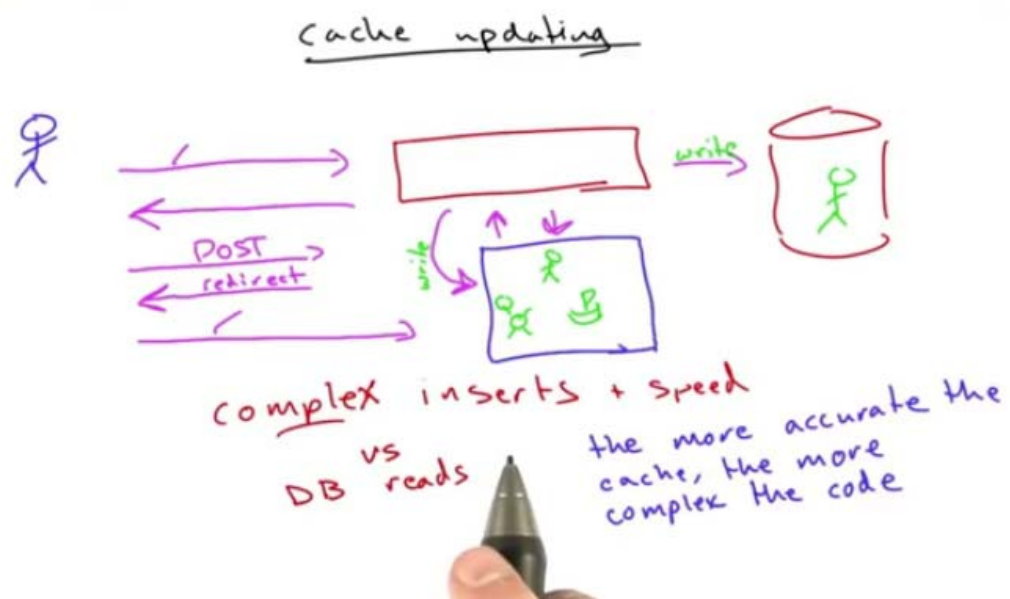 cache updating
/
write
POST
redirect
write
/
complex inserts + speed
vs
DB reads
the more accurate the
cache, the more
complex the code